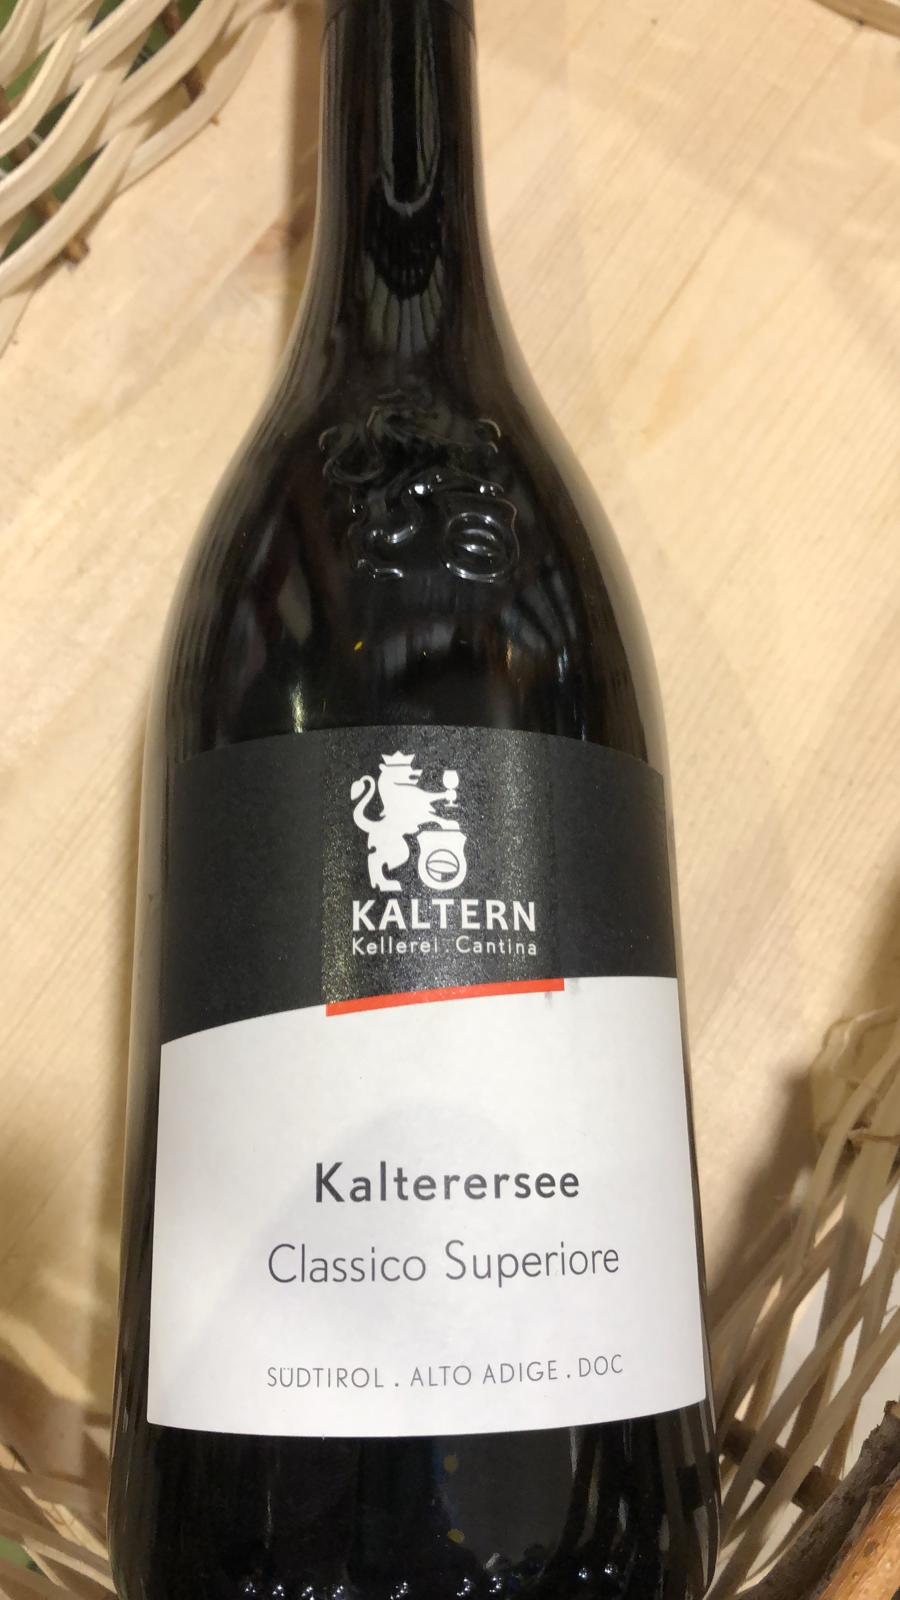 KALTERN
Kellerei . Cantina
Kalterersee
Classico Superiore
SÜDTIROL . ALTO ADIGE . DOC